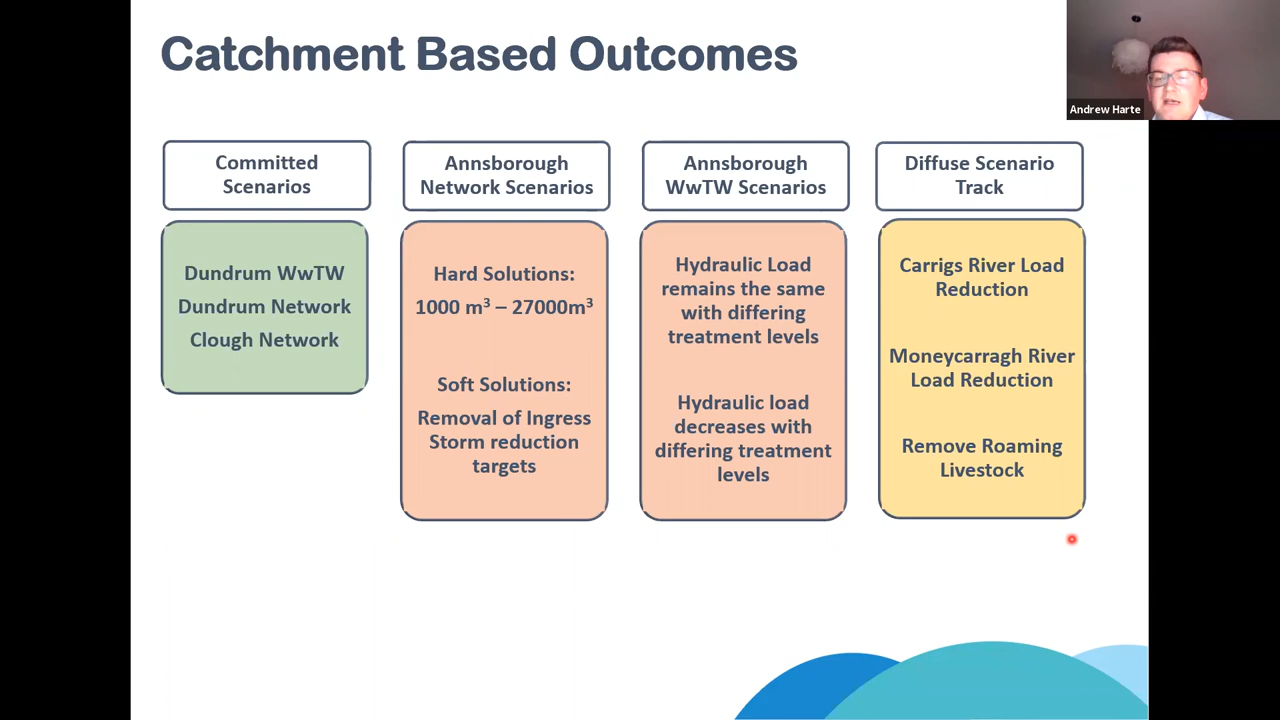 Catchment Based Outcomes
Andrew Harte
Committed
Scenarios
Dundrum WwTW
Dundrum Network
Clough Network
Annsborough
Network Scenarios
Hard Solutions:
1000 m³ – 27000m³
Soft Solutions:
Removal of Ingress
Storm reduction
targets
Annsborough
WwTW Scenarios
Hydraulic Load
remains the same
with differing
treatment levels
Hydraulic load
decreases with
differing treatment
levels
Diffuse Scenario
Track
Carrigs River Load
Reduction
Moneycarragh River
Load Reduction
Remove Roaming
Livestock